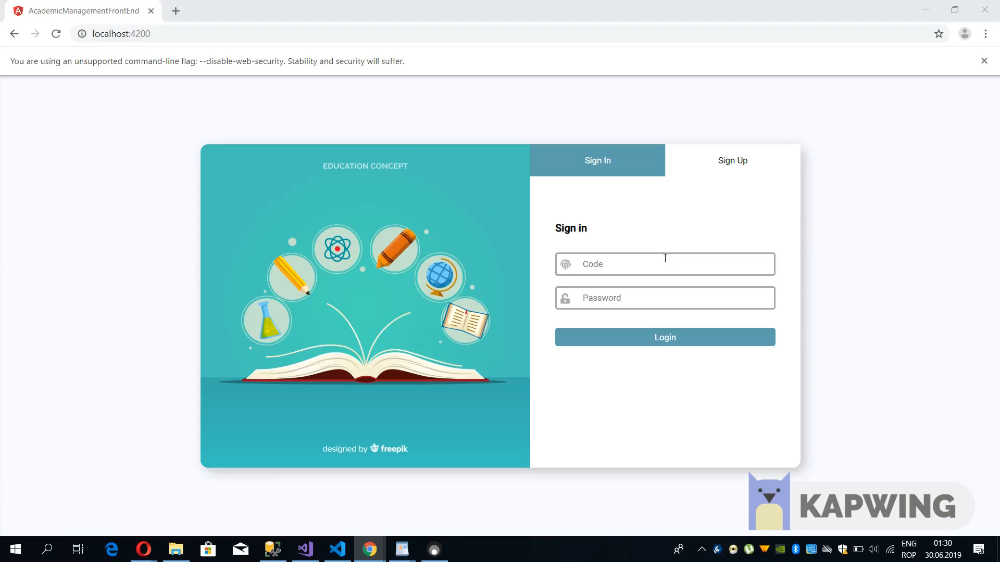 AcademicManagementFrontEnd
localhost:4200
You are using an unsupported command-line flag: --disable-web-security. Stability and security will suffer.
EDUCATION CONCEPT
Sign In
Sign Up
Sign in
Code
Password
Login
designed by freepik
KAPWING
ENG
ROP
01:30
30.06.2019